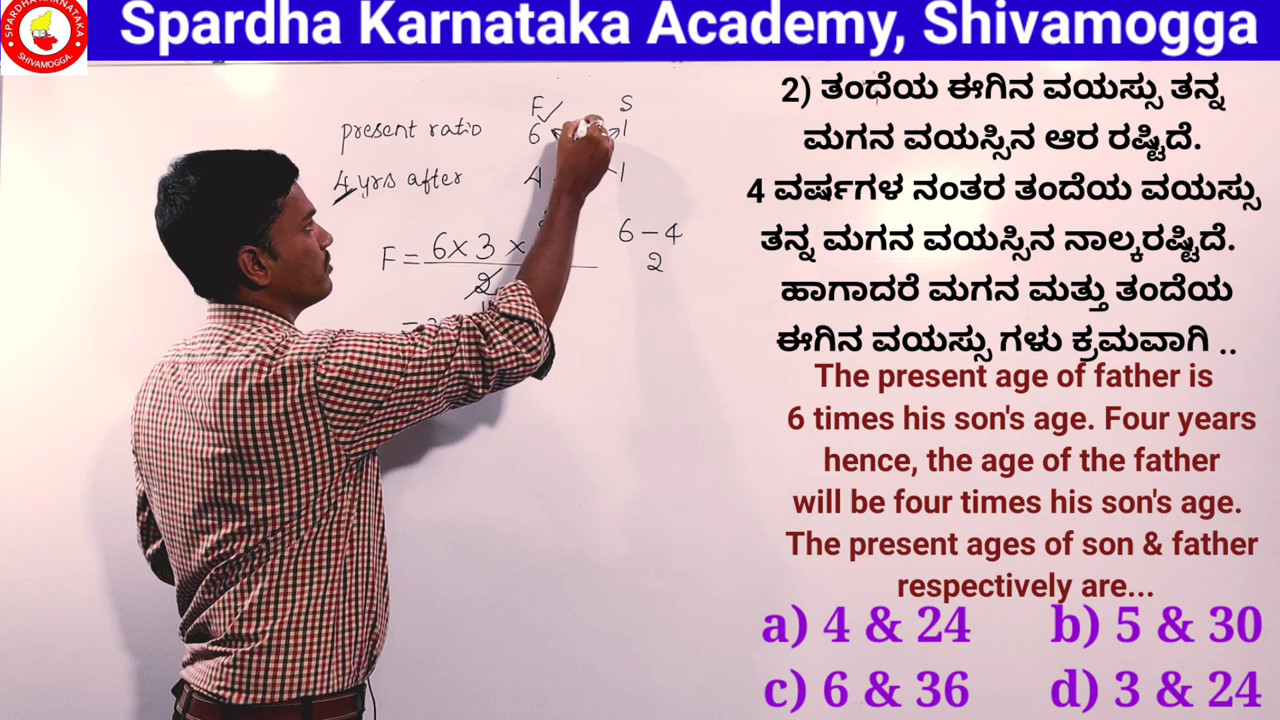 Spardha Karnataka Academy, Shivamogga
SPARDHA KARNATAKA
SHIVAMOGGA.
F S
present ratio 6 1
4 yrs after 4 1
6 - 4
F = 6 x 3 x
2
2
2) ತಂದೆಯ ಈಗಿನ ವಯಸ್ಸು ತನ್ನ
ಮಗನ ವಯಸ್ಸಿನ ಆರ ರಷ್ಟಿದೆ.
4 ವರ್ಷಗಳ ನಂತರ ತಂದೆಯ ವಯಸ್ಸು
ತನ್ನ ಮಗನ ವಯಸ್ಸಿನ ನಾಲ್ಕರಷ್ಟಿದೆ.
ಹಾಗಾದರೆ ಮಗನ ಮತ್ತು ತಂದೆಯ
ಈಗಿನ ವಯಸ್ಸು ಗಳು ಕ್ರಮವಾಗಿ ..
The present age of father is
6 times his son's age. Four years
hence, the age of the father
will be four times his son's age.
The present ages of son & father
respectively are...
a) 4 & 24 b) 5 & 30
c) 6 & 36 d) 3 & 24